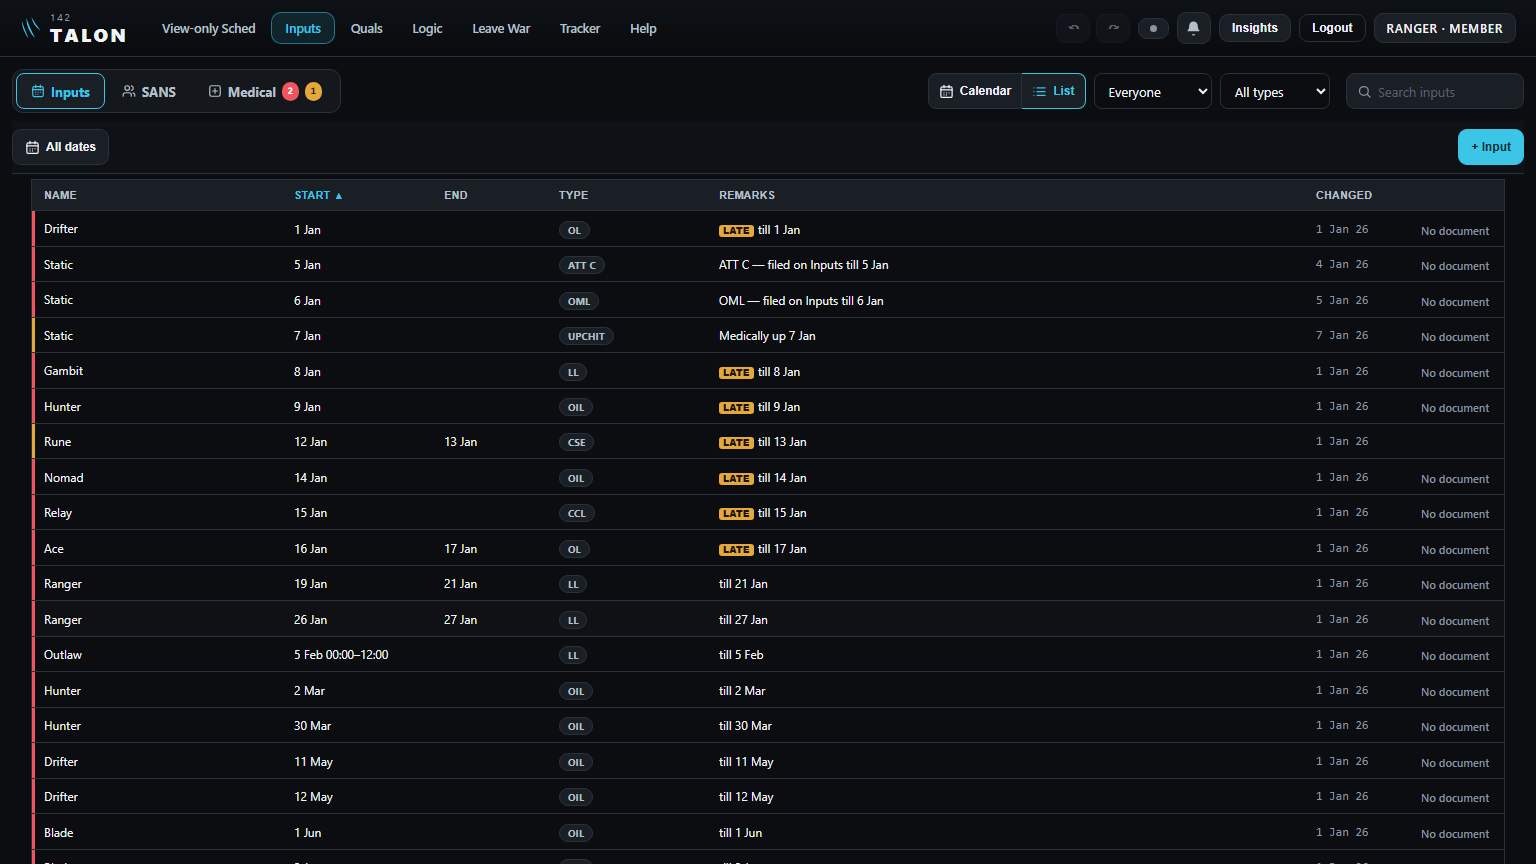 142
TALON
View-only Sched
Inputs
Quals
Logic
Leave War
Tracker
Help
Insights
Logout
RANGER · MEMBER
Inputs
SANS
Medical 2 1
Calendar
List
Everyone
All types
Search inputs
All dates
+ Input
NAME START ▲ END TYPE REMARKS CHANGED
Drifter 1 Jan OL LATE till 1 Jan 1 Jan 26 No document
Static 5 Jan ATT C ATT C — filed on Inputs till 5 Jan 4 Jan 26 No document
Static 6 Jan OML OML — filed on Inputs till 6 Jan 5 Jan 26 No document
Static 7 Jan UPCHIT Medically up 7 Jan 7 Jan 26 No document
Gambit 8 Jan LL LATE till 8 Jan 1 Jan 26 No document
Hunter 9 Jan OIL LATE till 9 Jan 1 Jan 26 No document
Rune 12 Jan 13 Jan CSE LATE till 13 Jan 1 Jan 26
Nomad 14 Jan OIL LATE till 14 Jan 1 Jan 26 No document
Relay 15 Jan CCL LATE till 15 Jan 1 Jan 26 No document
Ace 16 Jan 17 Jan OL LATE till 17 Jan 1 Jan 26 No document
Ranger 19 Jan 21 Jan LL till 21 Jan 1 Jan 26 No document
Ranger 26 Jan 27 Jan LL till 27 Jan 1 Jan 26 No document
Outlaw 5 Feb 00:00–12:00 LL till 5 Feb 1 Jan 26 No document
Hunter 2 Mar OIL till 2 Mar 1 Jan 26 No document
Hunter 30 Mar OIL till 30 Mar 1 Jan 26 No document
Drifter 11 May OIL till 11 May 1 Jan 26 No document
Drifter 12 May OIL till 12 May 1 Jan 26 No document
Blade 1 Jun OIL till 1 Jun 1 Jan 26 No document